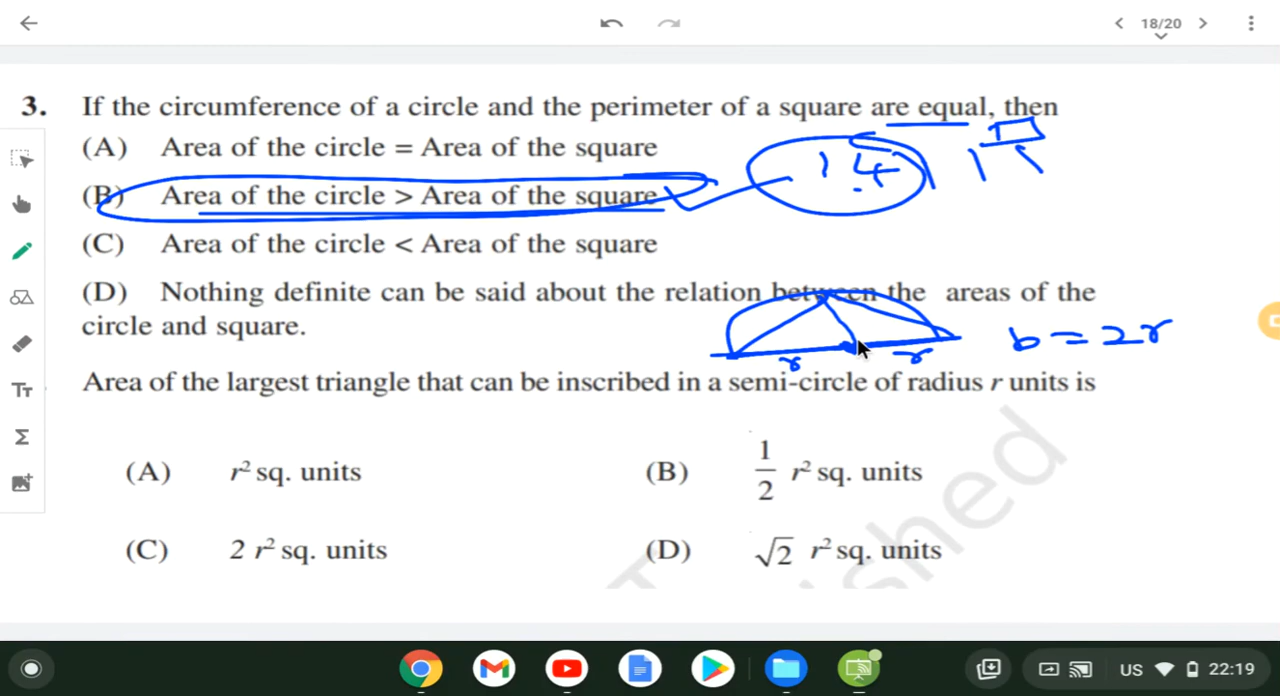 18/20
3. If the circumference of a circle and the perimeter of a square are equal, then
(A) Area of the circle = Area of the square
(B) Area of the circle > Area of the square
(C) Area of the circle < Area of the square
(D) Nothing definite can be said about the relation between the areas of the
circle and square.
r r b = 2r
Area of the largest triangle that can be inscribed in a semi-circle of radius r units is
(A) r² sq. units (B) 1/2 r² sq. units
(C) 2 r² sq. units (D) √2 r² sq. units
US 22:19